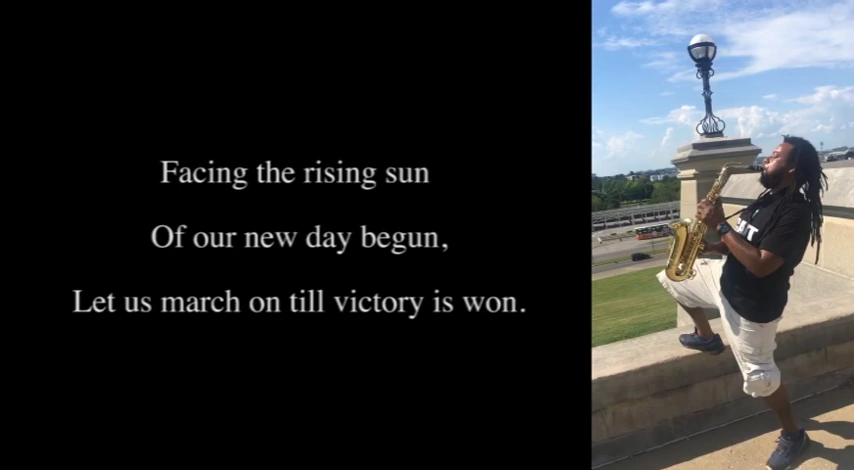 Facing the rising sun
Of our new day begun,
Let us march on till victory is won.